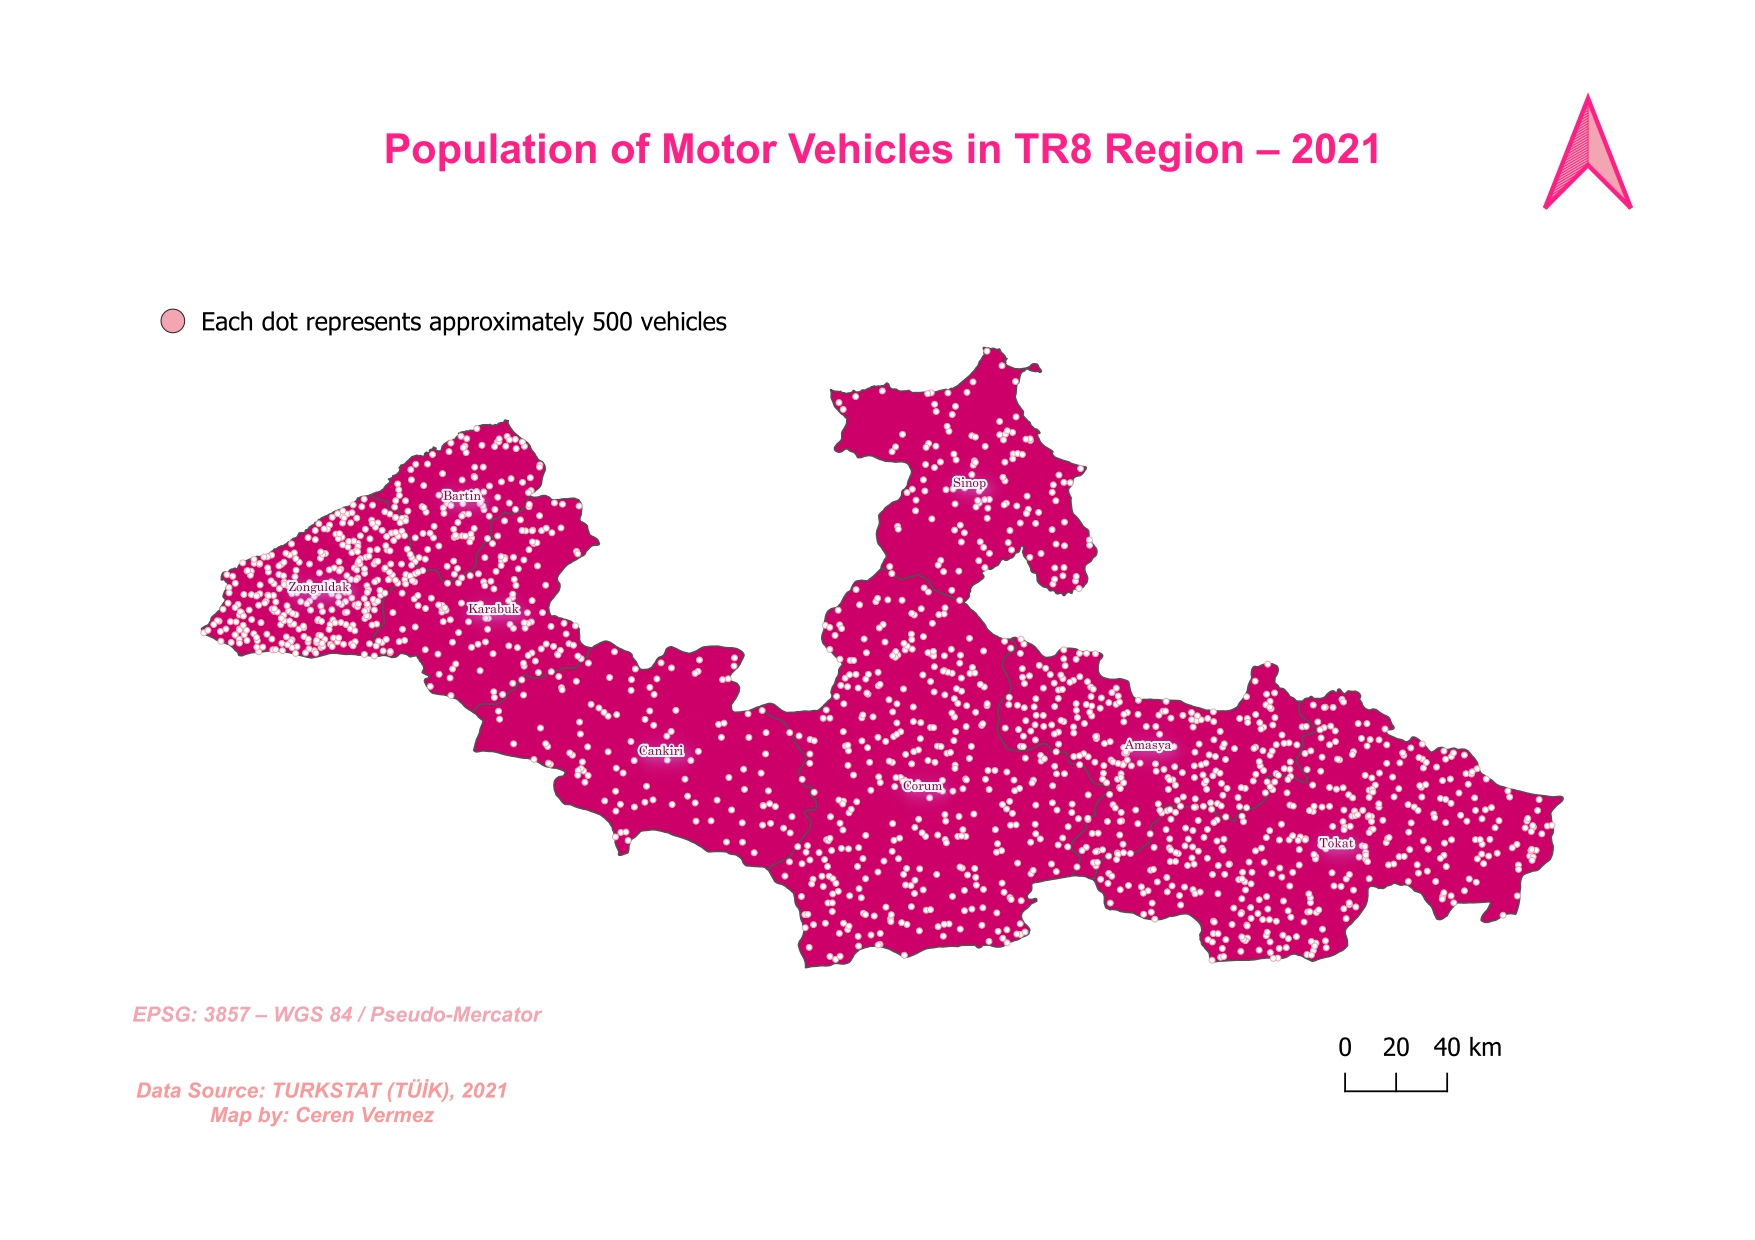 Population of Motor Vehicles in TR8 Region – 2021
Each dot represents approximately 500 vehicles
Sinop
Bartin
Zonguldak
Karabuk
Amasya
Cankiri
Corum
Tokat
EPSG: 3857 – WGS 84 / Pseudo-Mercator
0 20 40 km
Data Source: TURKSTAT (TÜİK), 2021
Map by: Ceren Vermez